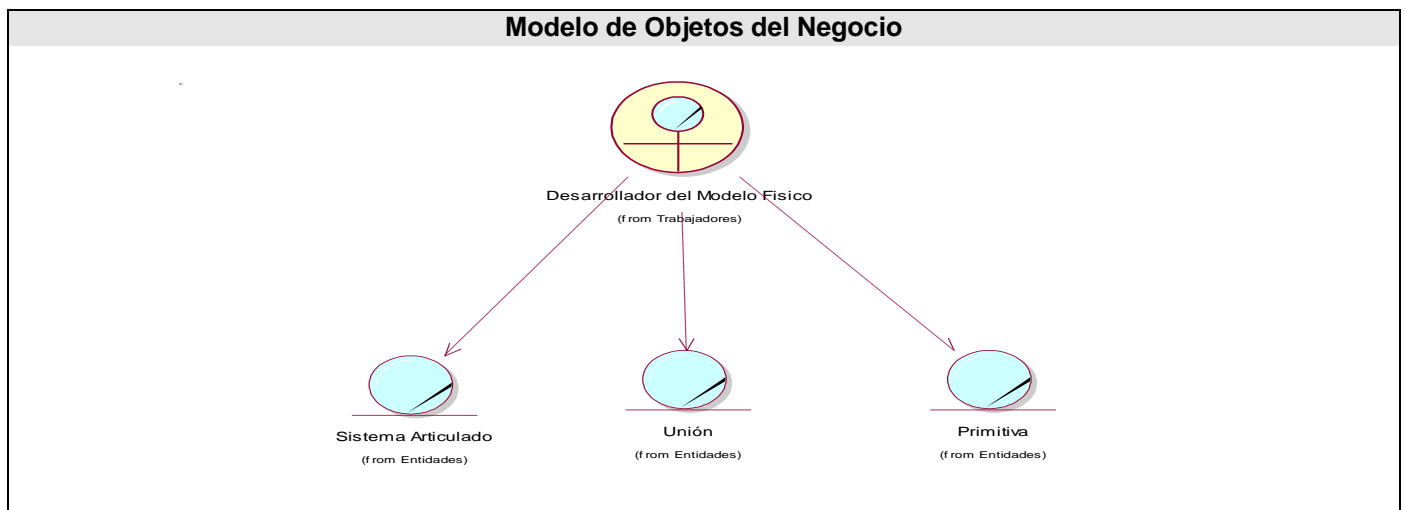 Modelo de Objetos del Negocio
`
Desarrollador del Modelo Fisico
(from Trabajadores)
Sistema Articulado
(from Entidades)
Unión
(from Entidades)
Primitiva
(from Entidades)